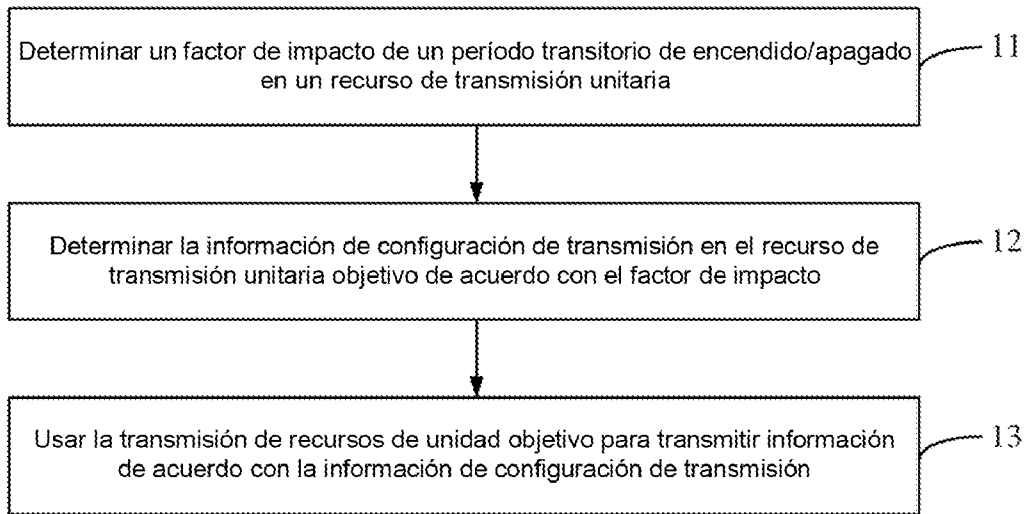 Determinar un factor de impacto de un período transitorio de encendido/apagado
en un recurso de transmisión unitaria
11
Determinar la información de configuración de transmisión en el recurso de
transmisión unitaria objetivo de acuerdo con el factor de impacto
12
Usar la transmisión de recursos de unidad objetivo para transmitir información
de acuerdo con la información de configuración de transmisión
13